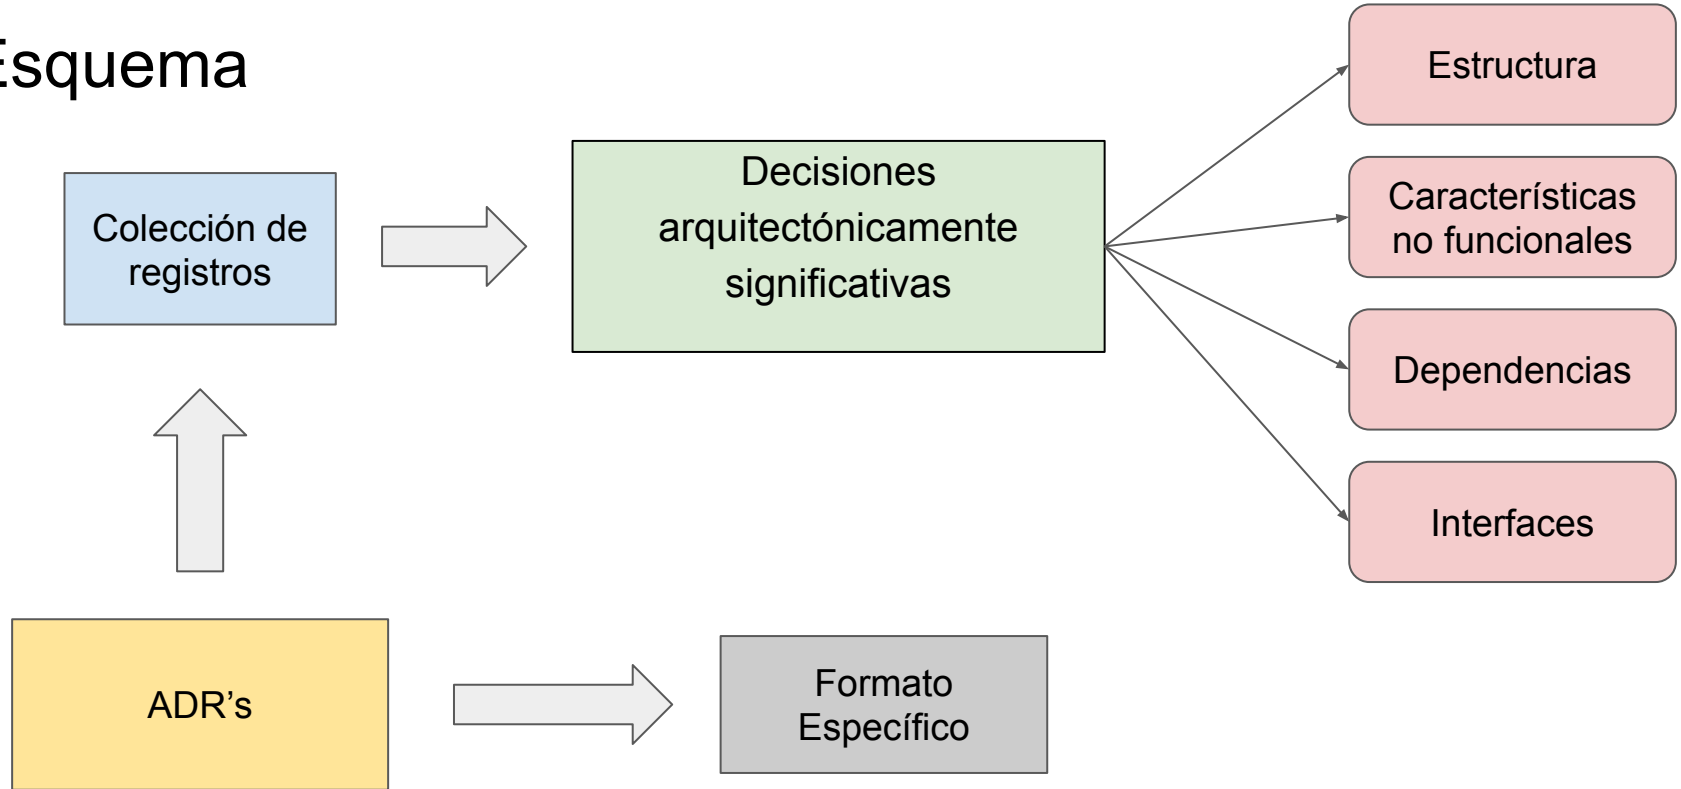 Esquema
Colección de
registros
Decisiones
arquitectónicamente
significativas
Estructura
Características
no funcionales
Dependencias
Interfaces
ADR’s
Formato
Específico